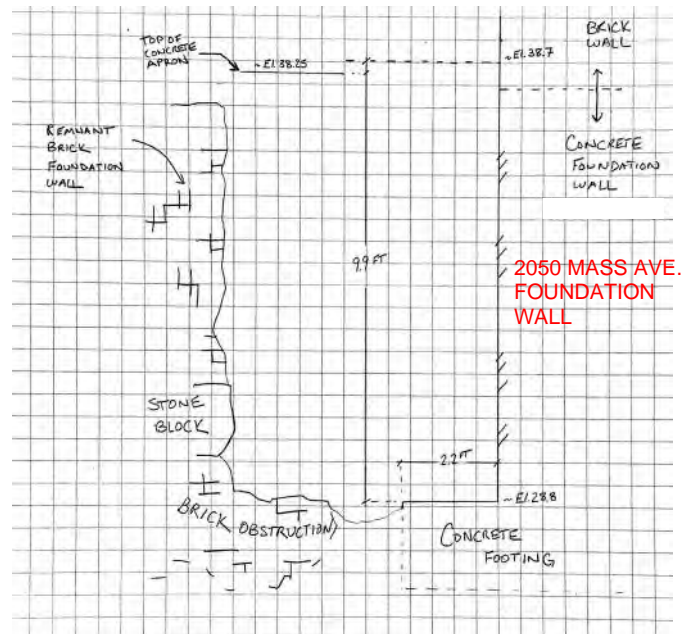 TOP OF
CONCRETE
APRON
~El.38.25
~El.38.7
BRICK
WALL
REMNANT
BRICK
FOUNDATION
WALL
CONCRETE
FOUNDATION
WALL
9.9 FT
2050 MASS AVE.
FOUNDATION
WALL
STONE
BLOCK
2.2 FT
~El.28.8
BRICK OBSTRUCTION
CONCRETE
FOOTING